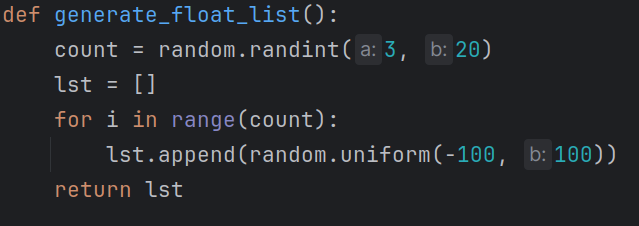 def generate_float_list():
    count = random.randint(a: 3, b: 20)
    lst = []
    for i in range(count):
        lst.append(random.uniform(-100, b: 100))
    return lst